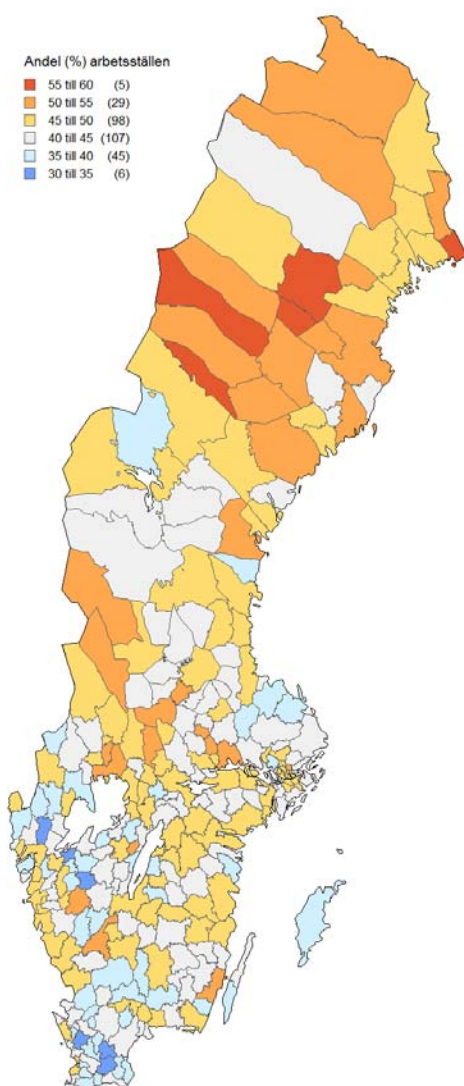 Andel (%) arbetsställen
55 till 60 (5)
50 till 55 (29)
45 till 50 (98)
40 till 45 (107)
35 till 40 (45)
30 till 35 (6)